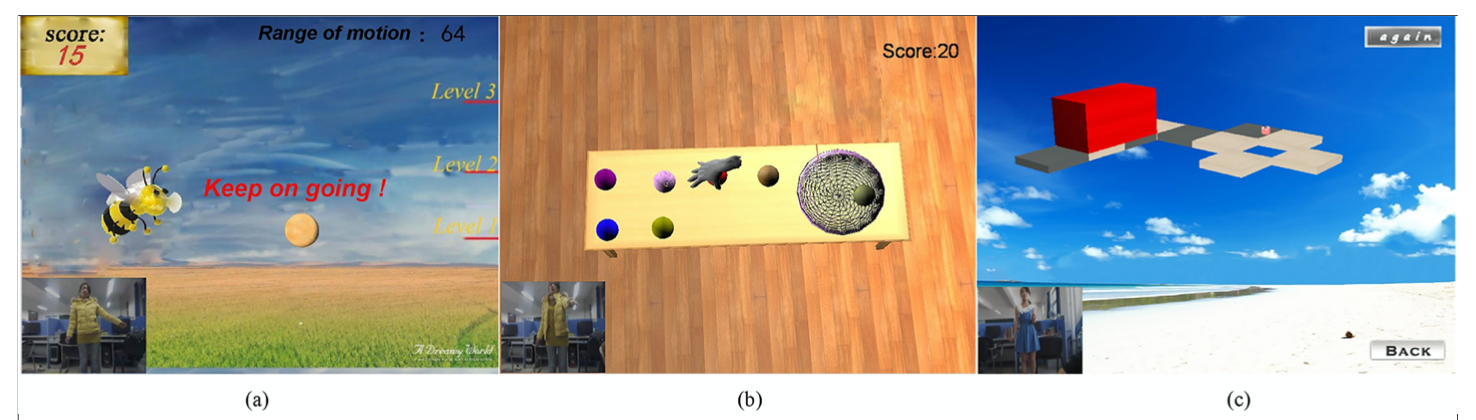 score:
15
Range of motion : 64
Level 3
Level 2
Keep on going !
Level 1
A Dreamy World
Score:20
again
BACK
(a)
(b)
(c)